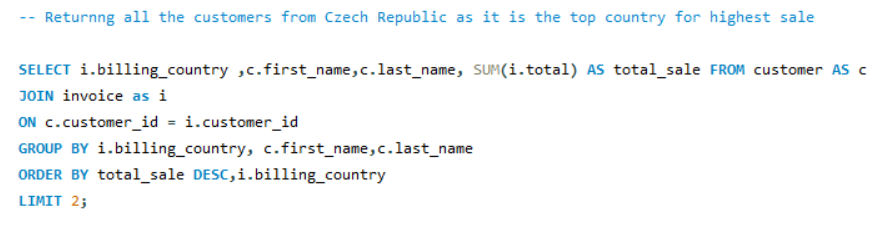 -- Returnng all the customers from Czech Republic as it is the top country for highest sale
SELECT i.billing_country ,c.first_name,c.last_name, SUM(i.total) AS total_sale FROM customer AS c
JOIN invoice as i
ON c.customer_id = i.customer_id
GROUP BY i.billing_country, c.first_name,c.last_name
ORDER BY total_sale DESC,i.billing_country
LIMIT 2;